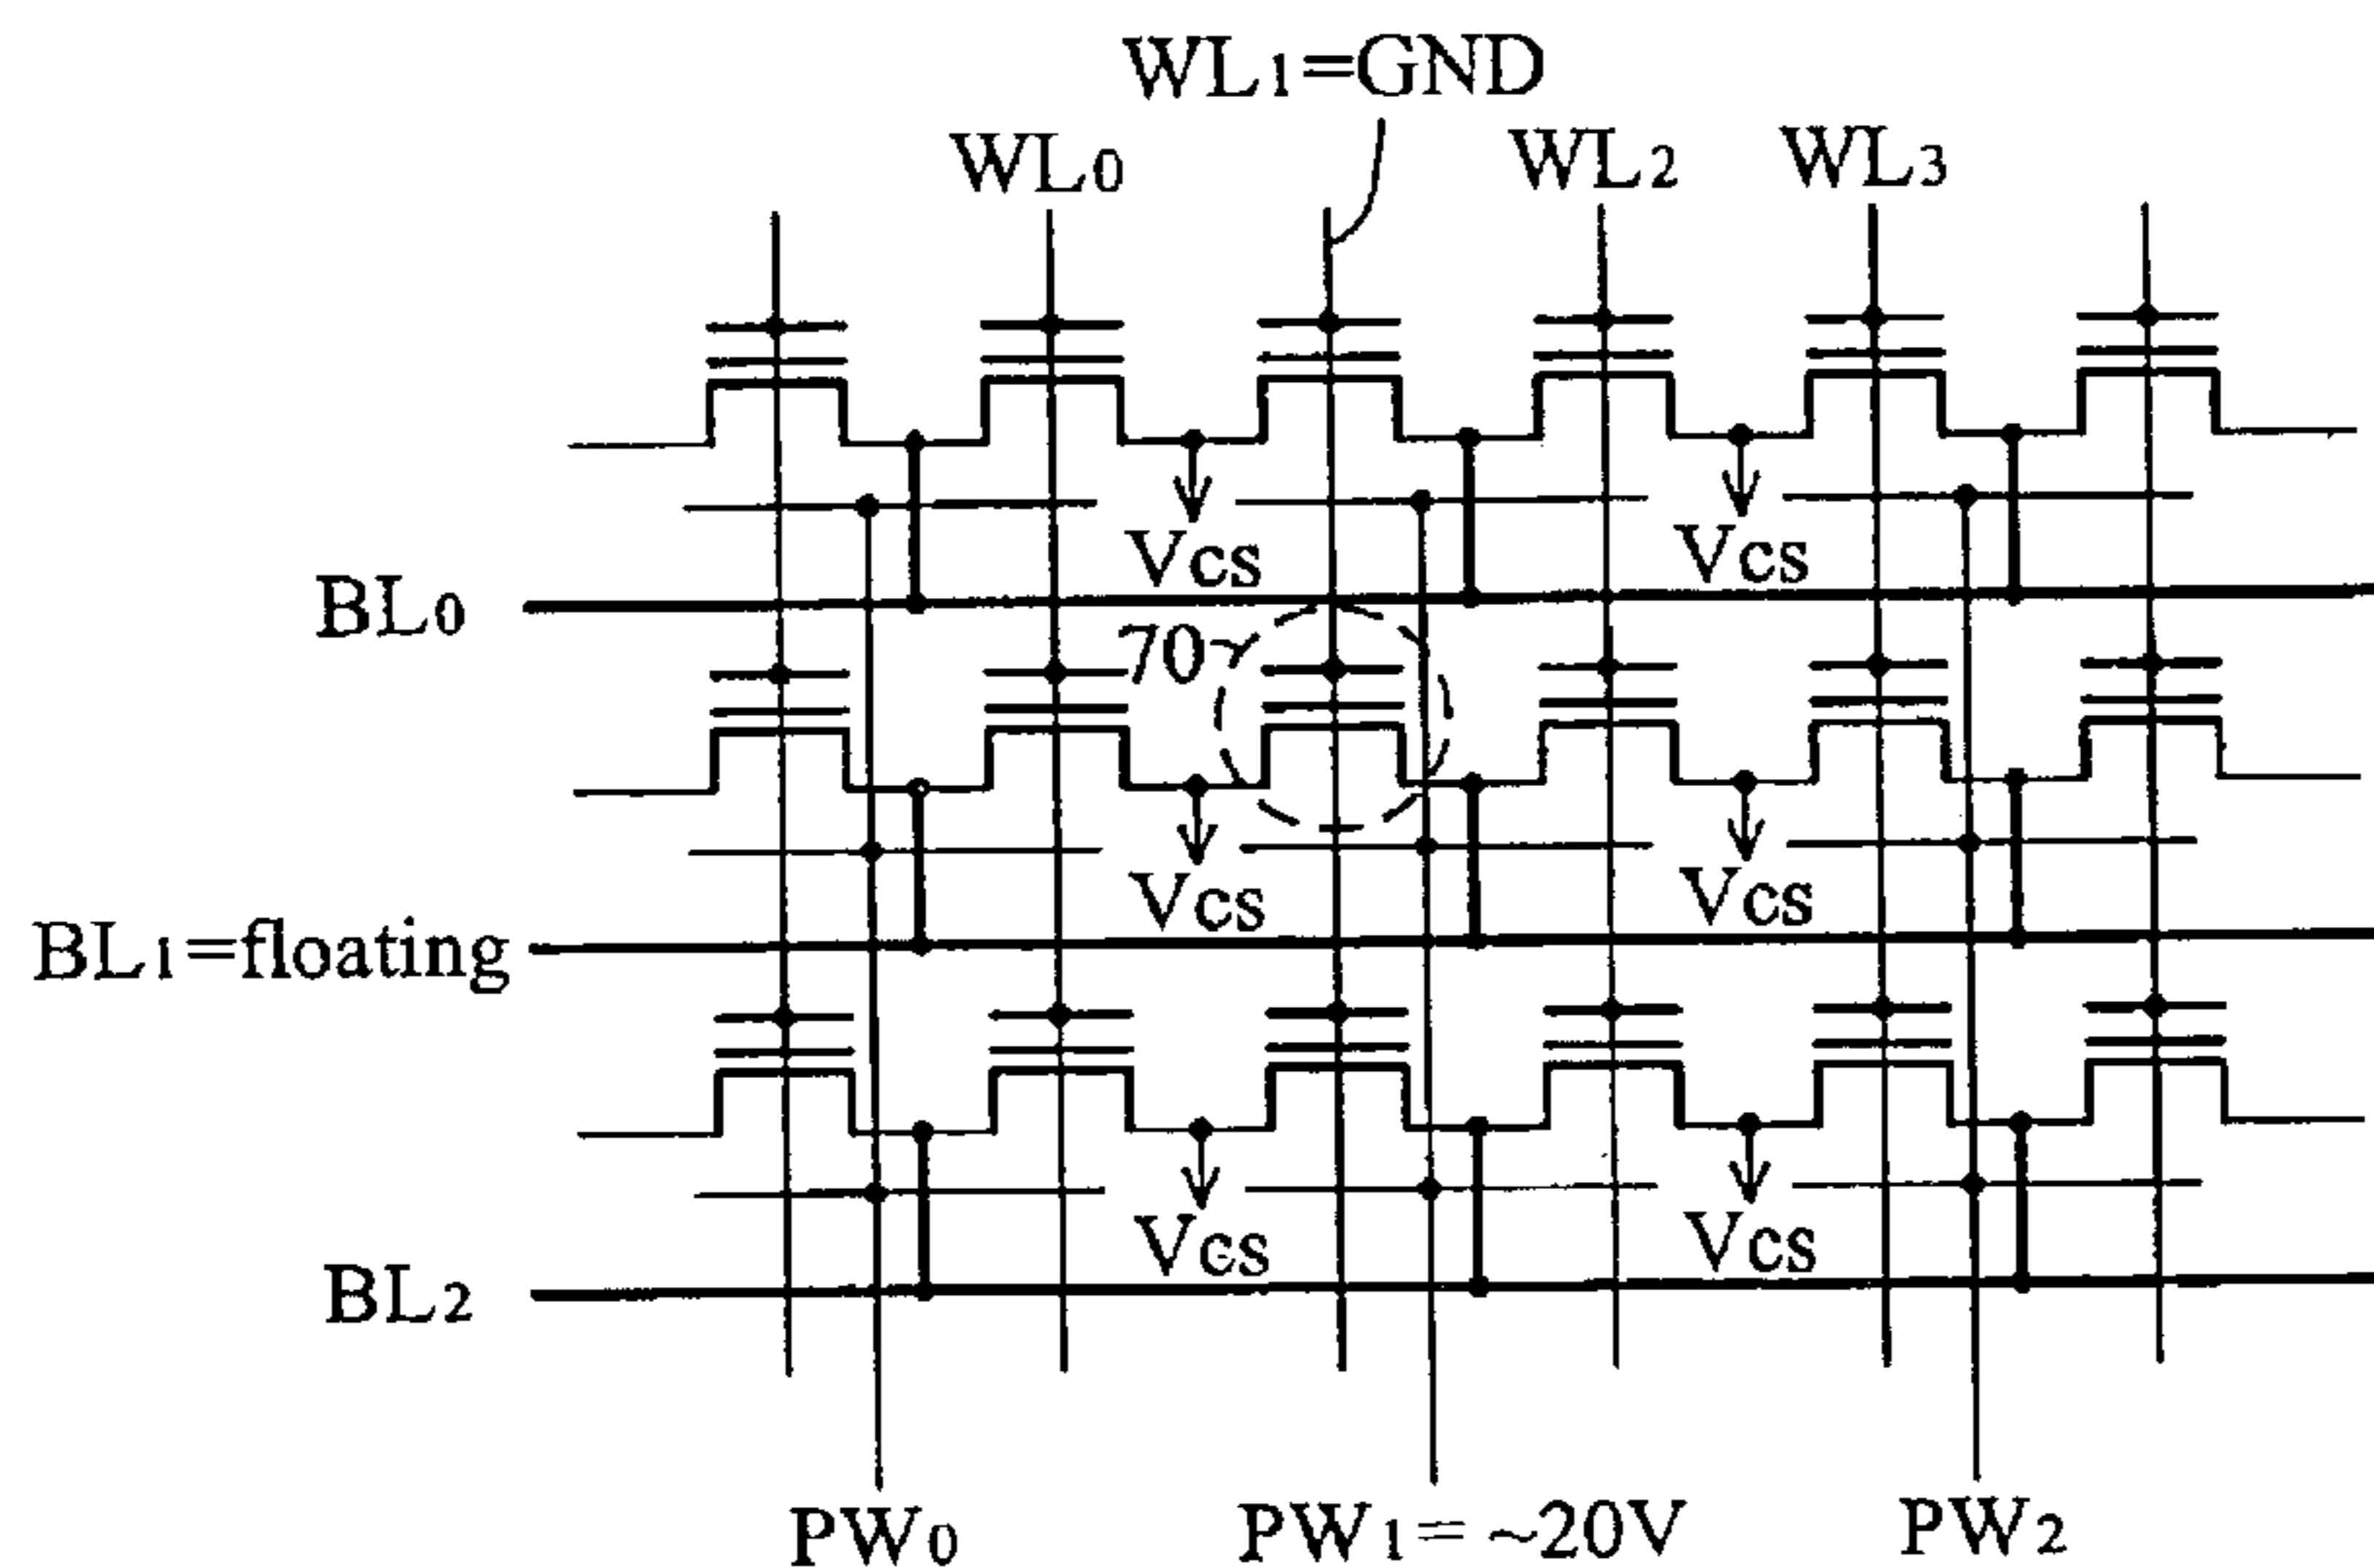 WL1=GND
WL0 WL2 WL3
Vcs Vcs
BL0
70
Vcs Vcs
BL1=floating
Vcs Vcs
BL2
PW0 PW1= ~20V PW2